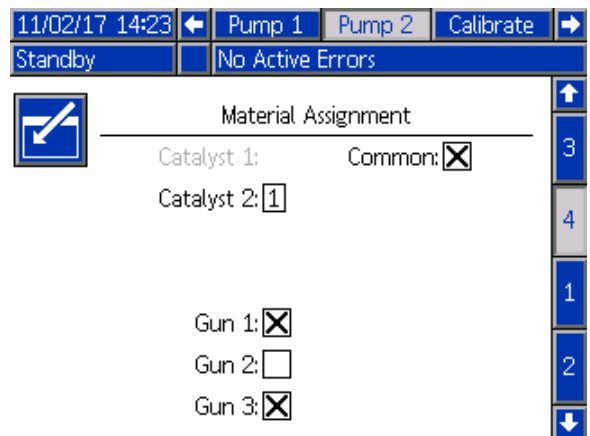 11/02/17 14:23 Pump 1 Pump 2 Calibrate
Standby No Active Errors
Material Assignment
Catalyst 1: Common:
3
Catalyst 2: 1
4
1
Gun 1:
Gun 2:
2
Gun 3: